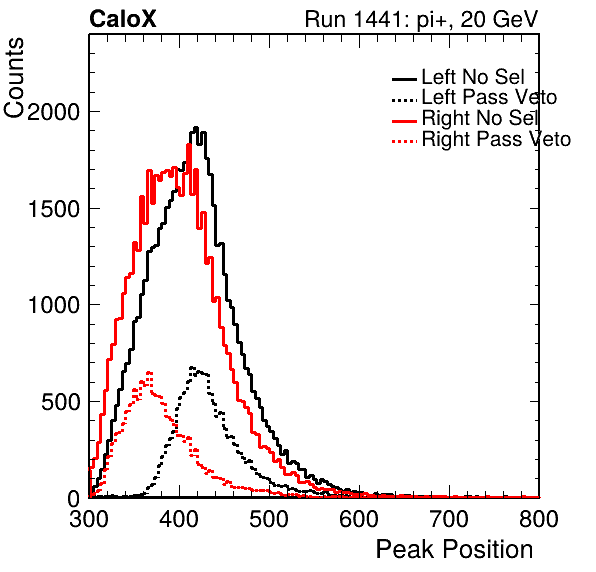 CaloX Run 1441: pi+, 20 GeV
Counts
Left No Sel
Left Pass Veto
Right No Sel
Right Pass Veto
2000
1500
1000
500
0
300 400 500 600 700 800
Peak Position